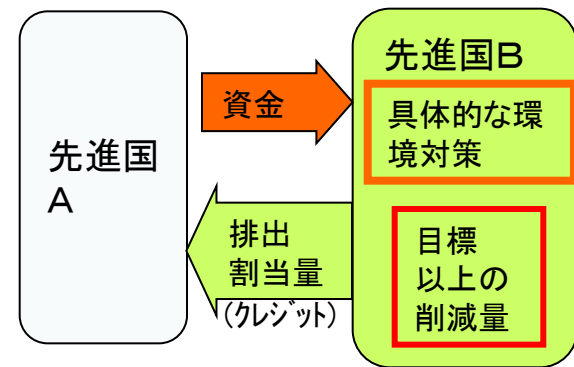 先進国
A
資金
排出
割当量
(ｸﾚｼﾞｯﾄ)
先進国B
具体的な環
境対策
目標
以上の
削減量